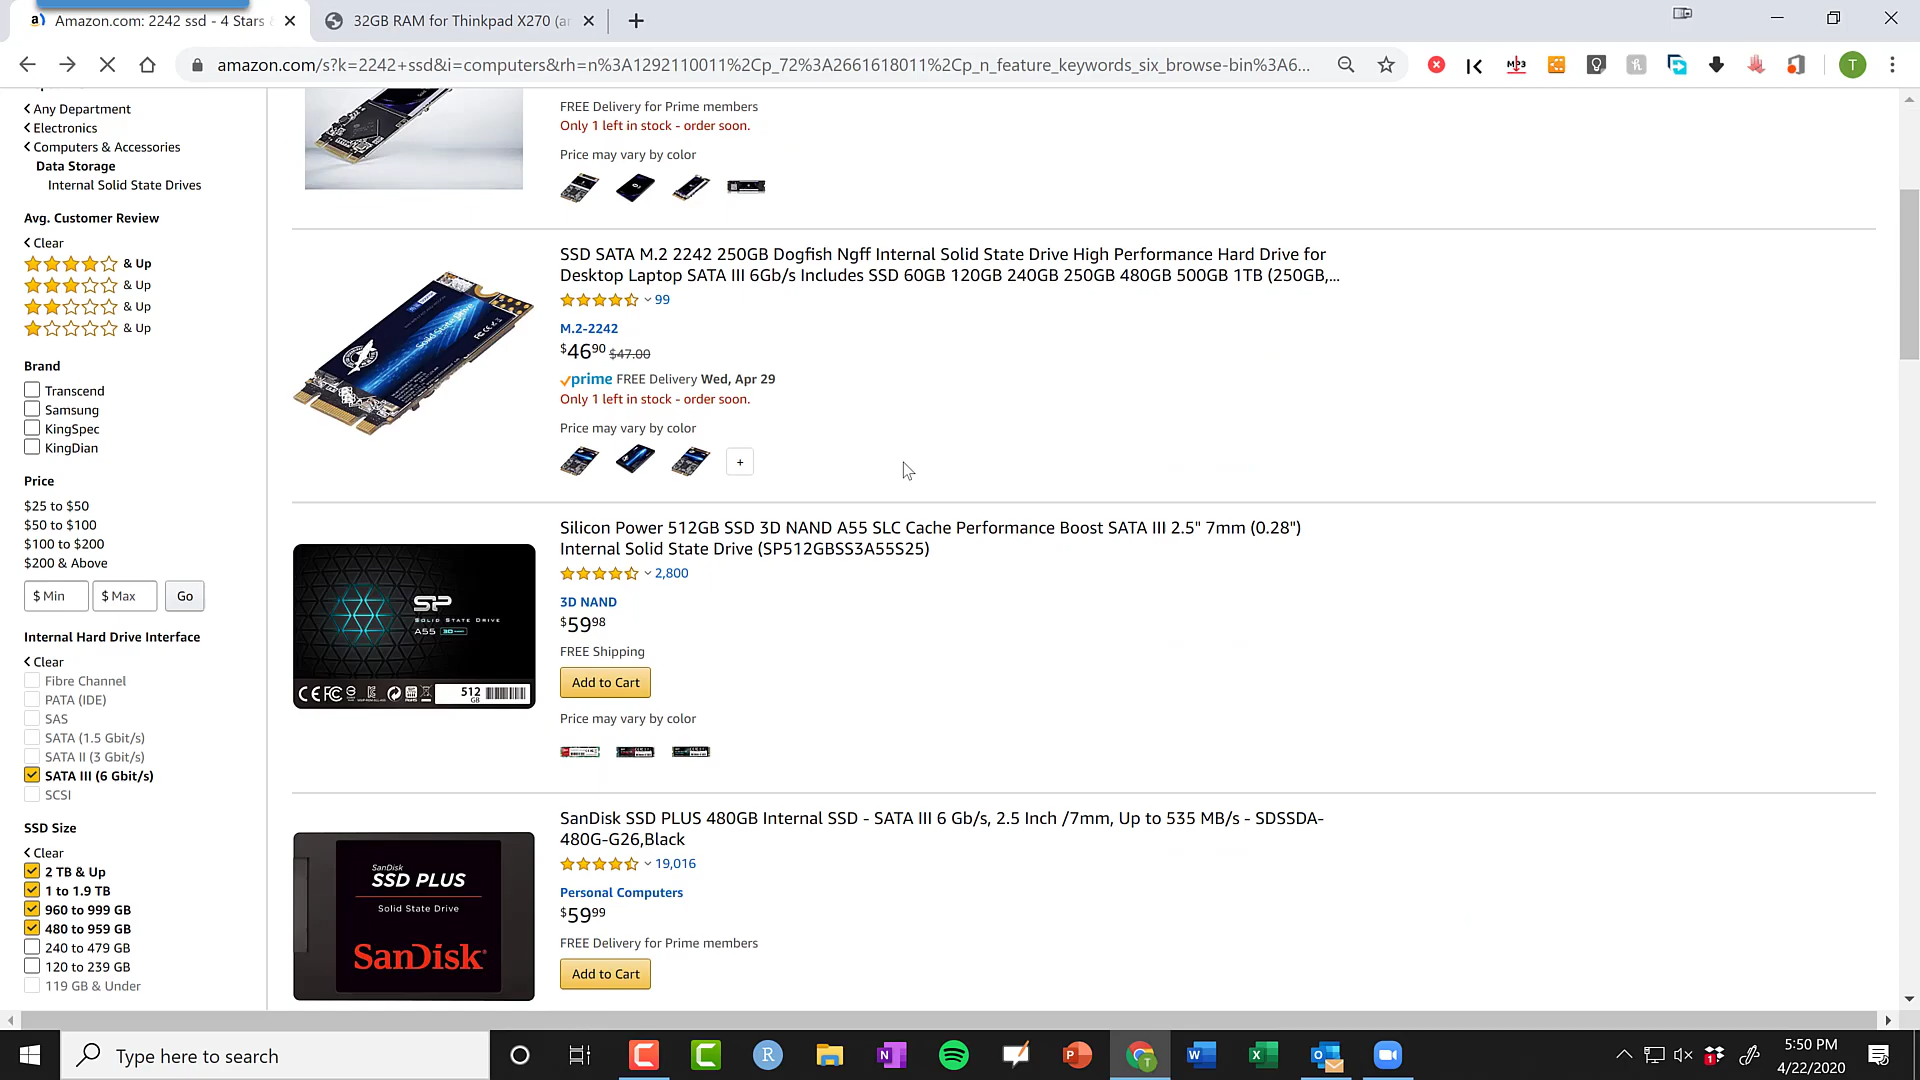 Amazon.com: 2242 ssd - 4 Stars
32GB RAM for Thinkpad X270 (an
amazon.com/s?k=2242+ssd&i=computers&rh=n%3A1292110011%2Cp_72%3A2661618011%2Cp_n_feature_keywords_six_browse-bin%3A6...
MP3
T
Any Department
Electronics
Computers & Accessories
Data Storage
Internal Solid State Drives
Avg. Customer Review
Clear
& Up
& Up
& Up
& Up
Brand
Transcend
Samsung
KingSpec
KingDian
Price
$25 to $50
$50 to $100
$100 to $200
$200 & Above
$ Min
$ Max
Go
Internal Hard Drive Interface
Clear
Fibre Channel
PATA (IDE)
SAS
SATA (1.5 Gbit/s)
SATA II (3 Gbit/s)
SATA III (6 Gbit/s)
SCSI
SSD Size
Clear
2 TB & Up
1 to 1.9 TB
960 to 999 GB
480 to 959 GB
240 to 479 GB
120 to 239 GB
119 GB & Under
FREE Delivery for Prime members
Only 1 left in stock - order soon.
Price may vary by color
SSD SATA M.2 2242 250GB Dogfish Ngff Internal Solid State Drive High Performance Hard Drive for
Desktop Laptop SATA III 6Gb/s Includes SSD 60GB 120GB 240GB 250GB 480GB 500GB 1TB (250GB,...
99
M.2-2242
$46.90 $47.00
prime FREE Delivery Wed, Apr 29
Only 1 left in stock - order soon.
Price may vary by color
+
Solid State Drive
Silicon Power 512GB SSD 3D NAND A55 SLC Cache Performance Boost SATA III 2.5" 7mm (0.28")
Internal Solid State Drive (SP512GBSS3A55S25)
2,800
3D NAND
$59.98
FREE Shipping
Add to Cart
Price may vary by color
SP
SOLID STATE DRIVE
A55 3D NAND
CE FC
512
GB
SanDisk SSD PLUS 480GB Internal SSD - SATA III 6 Gb/s, 2.5 Inch /7mm, Up to 535 MB/s - SDSSDA-
480G-G26,Black
19,016
Personal Computers
$59.99
FREE Delivery for Prime members
Add to Cart
SanDisk
SSD PLUS
Solid State Drive
SanDisk
Type here to search
5:50 PM
4/22/2020